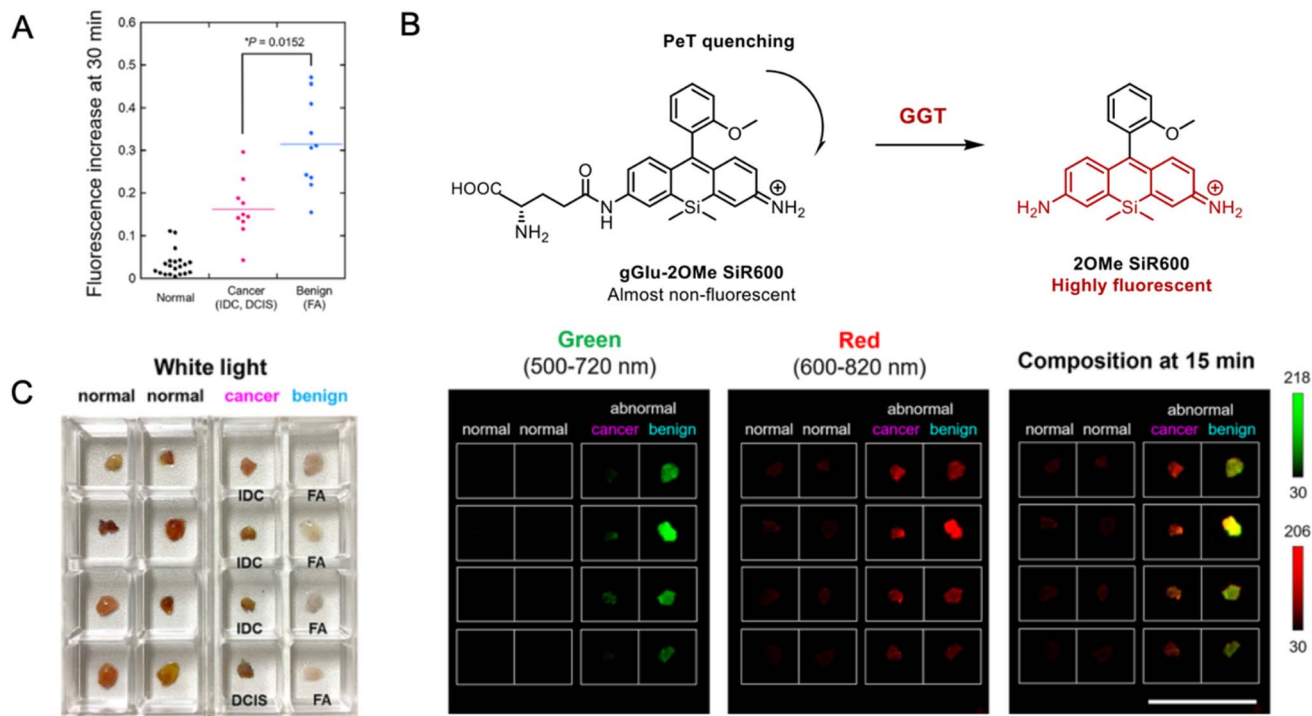 A
Fluorescence increase at 30 min
0.6
0.5
0.4
0.3
0.2
0.1
0
*P = 0.0152
Normal
Cancer
(IDC, DCIS)
Benign
(FA)
B
PeT quenching
O
HOOC
O
NH2
N
H
Si
NH2
+
gGlu-2OMe SiR600
Almost non-fluorescent
GGT
O
H2N
Si
NH2
+
2OMe SiR600
Highly fluorescent
C
White light
normal normal cancer benign
IDC FA
IDC FA
IDC FA
DCIS FA
Green
(500-720 nm)
abnormal
normal normal cancer benign
Red
(600-820 nm)
abnormal
normal normal cancer benign
Composition at 15 min
abnormal
normal normal cancer benign
218
30
206
30